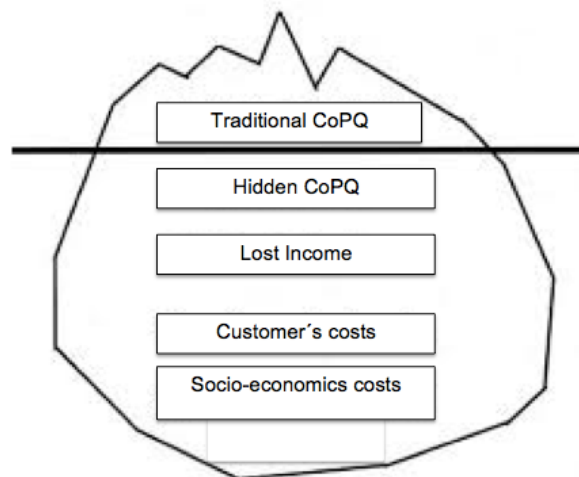 Traditional CoPQ
Hidden CoPQ
Lost Income
Customer´s costs
Socio-economics costs